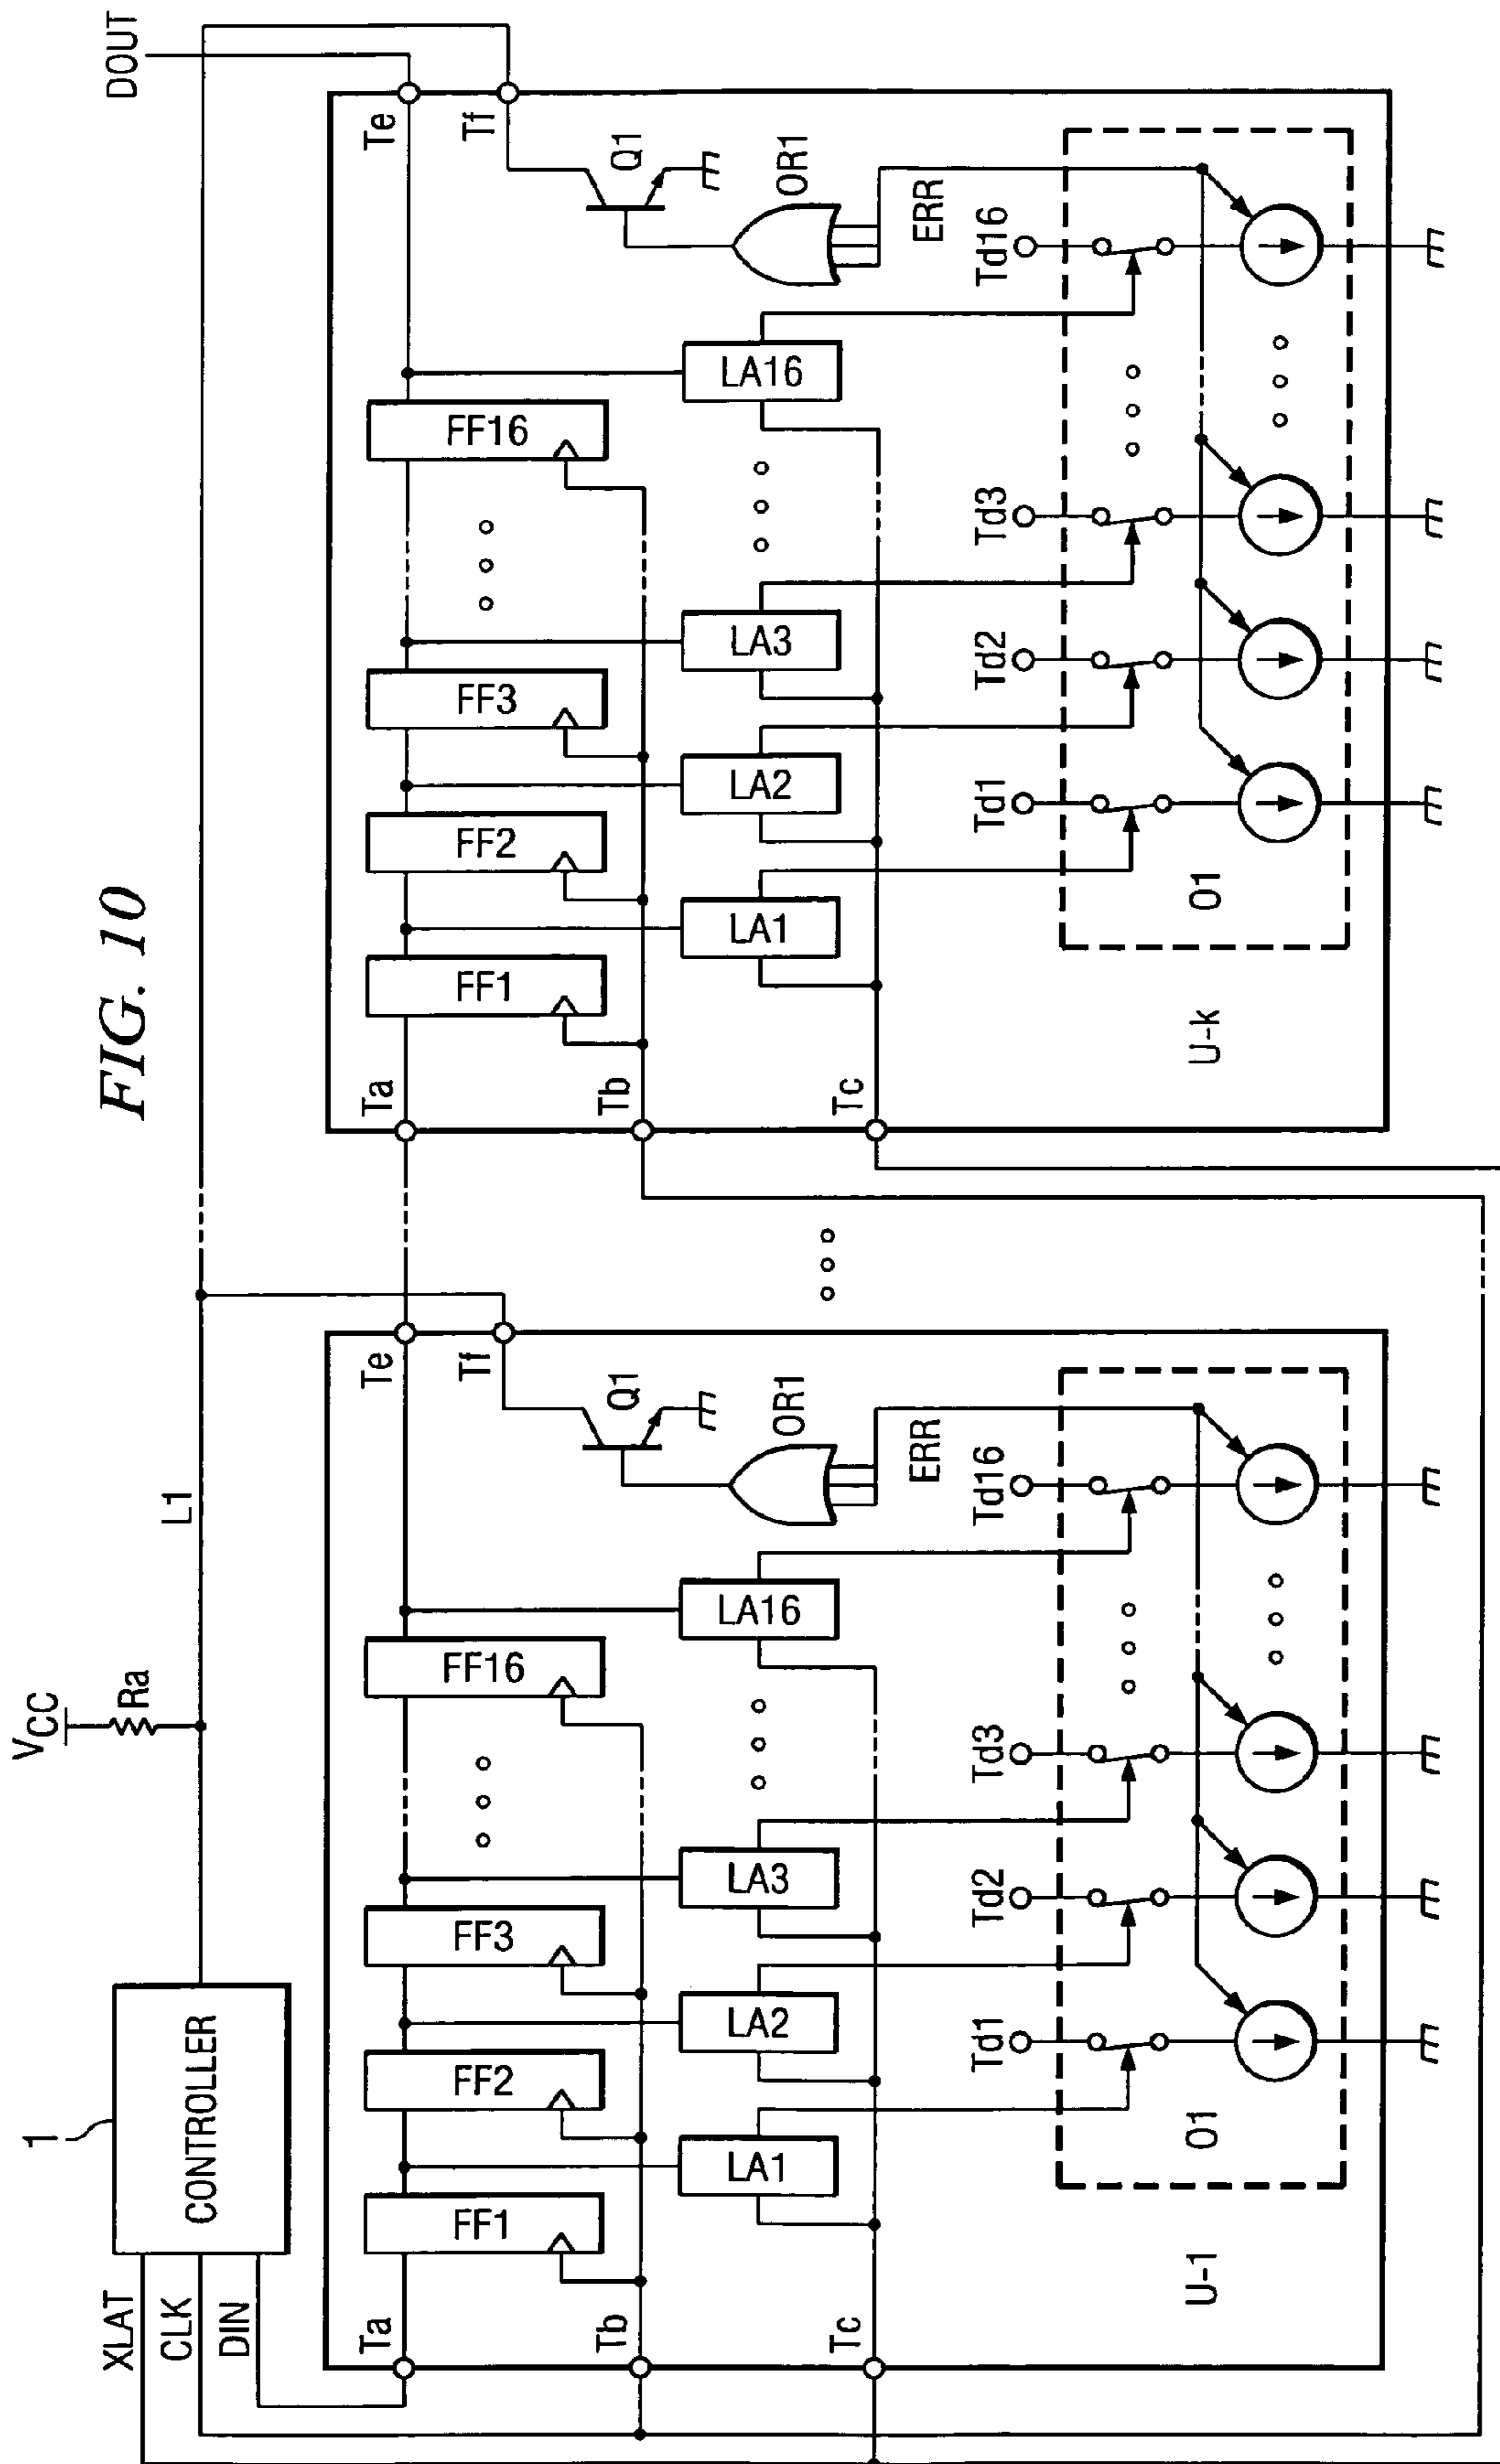 FIG. 10
VCC
Ra
L1
DOUT
1
CONTROLLER
XLAT
CLK
DIN
Ta
FF1
FF2
FF3
FF16
Te
Tf
Tb
Q1
LA1
LA2
LA3
LA16
OR1
Tc
ERR
Td1
Td2
Td3
Td16
O1
U-1
Ta
FF1
FF2
FF3
FF16
Te
Tf
Tb
Q1
LA1
LA2
LA3
LA16
OR1
Tc
ERR
Td1
Td2
Td3
Td16
O1
U-k